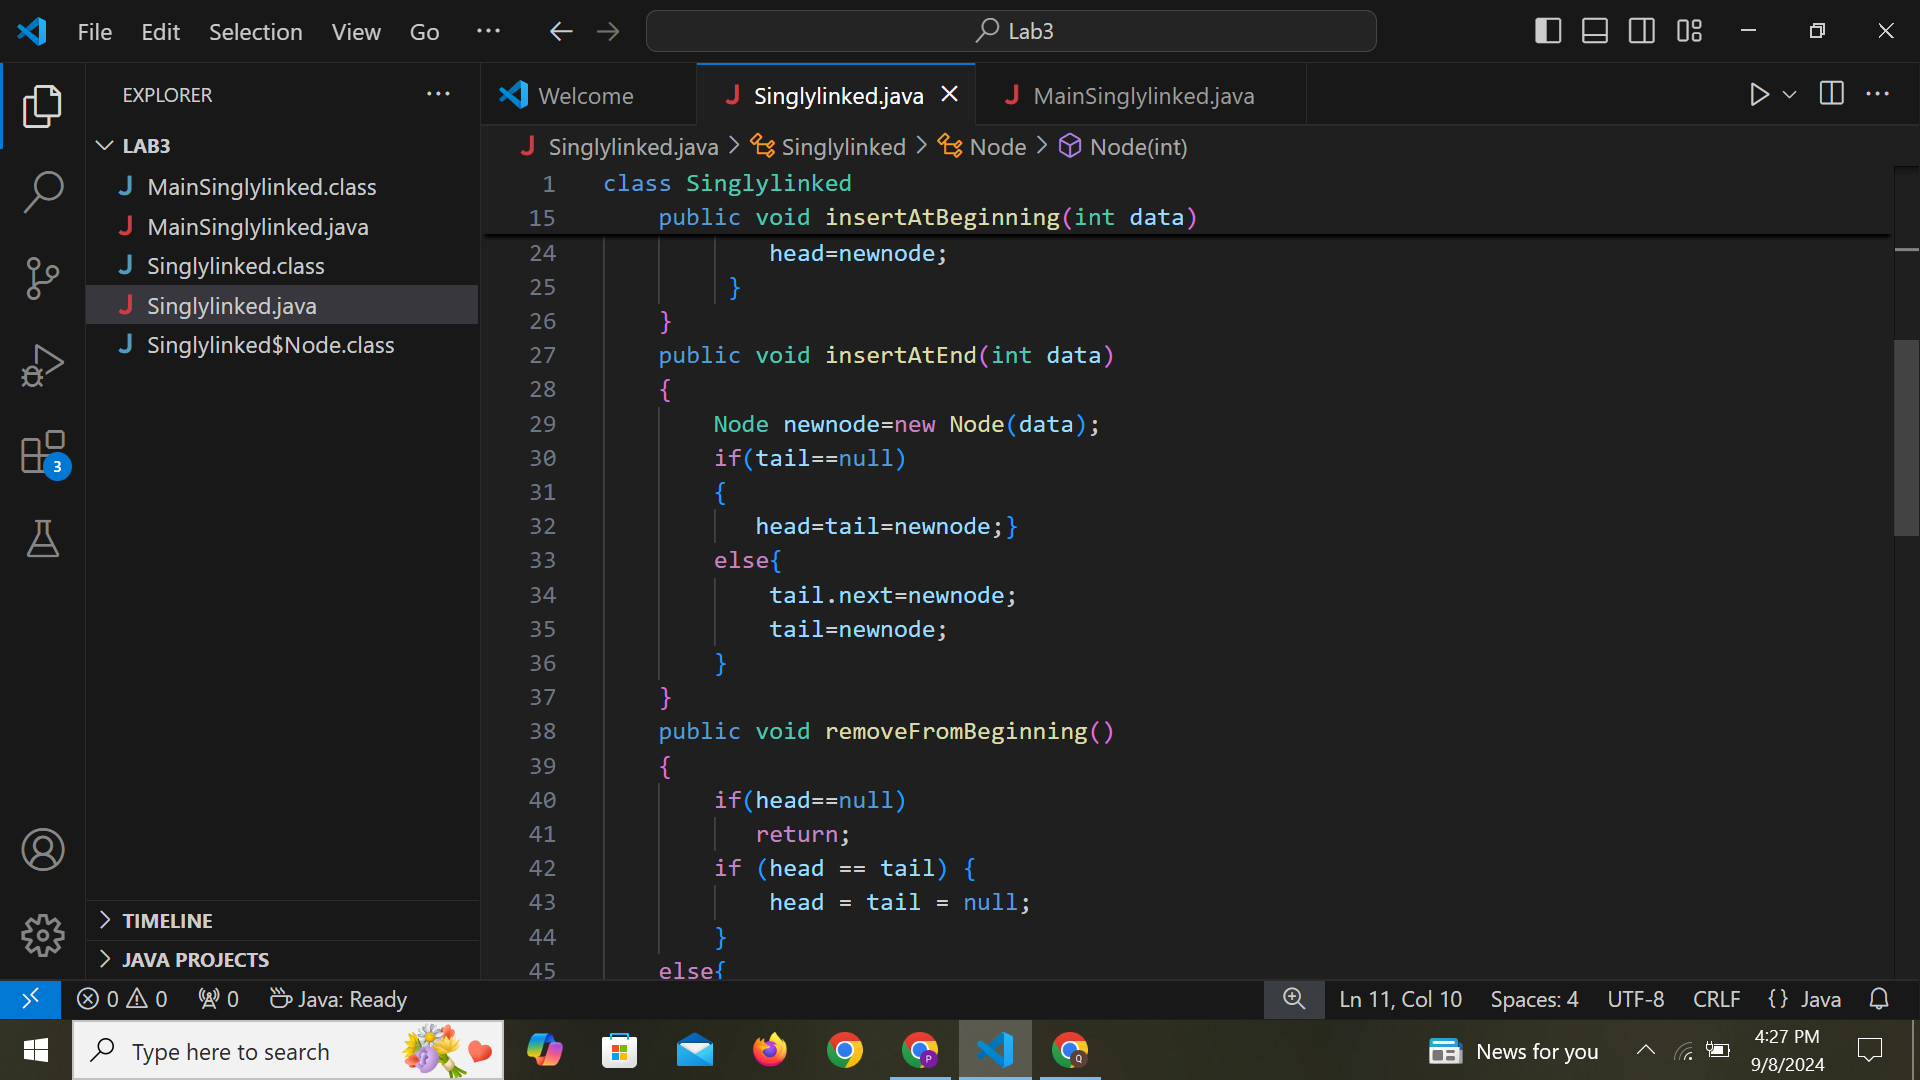 File Edit Selection View Go ···
Lab3
EXPLORER ···
LAB3
MainSinglylinked.class
MainSinglylinked.java
Singlylinked.class
Singlylinked.java
Singlylinked$Node.class
TIMELINE
JAVA PROJECTS
3
Welcome
Singlylinked.java
MainSinglylinked.java
Singlylinked.java > Singlylinked > Node > Node(int)
1 class Singlylinked
15 public void insertAtBeginning(int data)
24 head=newnode;
25 }
26 }
27 public void insertAtEnd(int data)
28 {
29 Node newnode=new Node(data);
30 if(tail==null)
31 {
32 head=tail=newnode;}
33 else{
34 tail.next=newnode;
35 tail=newnode;
36 }
37 }
38 public void removeFromBeginning()
39 {
40 if(head==null)
41 return;
42 if (head == tail) {
43 head = tail = null;
44 }
45 else{
0 0 0 Java: Ready
Ln 11, Col 10 Spaces: 4 UTF-8 CRLF {} Java
Type here to search
P
Q
News for you
4:27 PM
9/8/2024